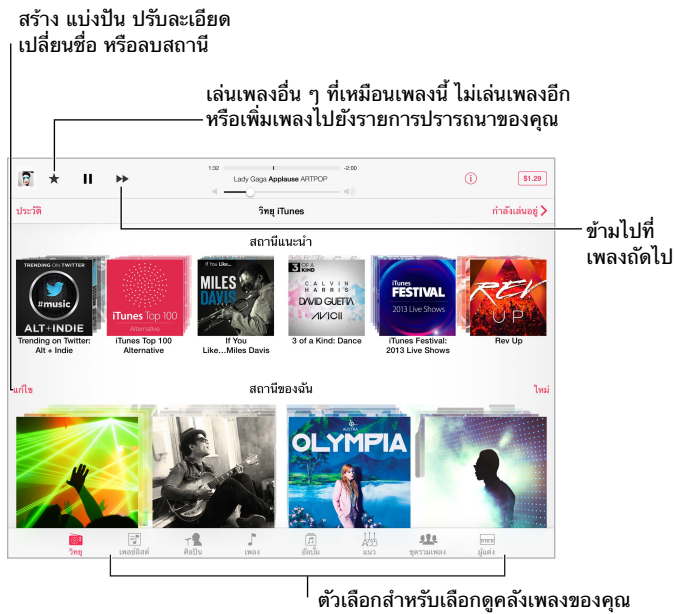 สร้าง แบ่งปัน ปรับละเอียด
เปลี่ยนชื่อ หรือลบสถานี
เล่นเพลงอื่น ๆ ที่เหมือนเพลงนี้ ไม่เล่นเพลงอีก
หรือเพิ่มเพลงไปยังรายการปรารถนาของคุณ
1:32
-2:00
Lady Gaga Applause ARTPOP
$1.29
ประวัติ
วิทยุ iTunes
กำลังเล่นอยู่
ข้ามไปที่
เพลงถัดไป
สถานีแนะนำ
TRENDING ON TWITTER
#music
ALT+INDIE
iTunes Top 100
Alternative
If You Like...
MILES
DAVIS
3 OF A KIND
CALVIN
HARRIS
DAVID GUETTA
AVICII
iTunes
FESTIVAL
2013 Live Shows
REV
UP
Trending on Twitter:
Alt + Indie
iTunes Top 100
Alternative
If You
Like...Miles Davis
3 of a Kind: Dance
iTunes Festival:
2013 Live Shows
Rev Up
แก้ไข
สถานีของฉัน
ใหม่
AUSTRA
OLYMPIA
วิทยุ
เพลย์ลิสต์
ศิลปิน
เพลง
อัลบั้ม
แนว
ชุดรวมเพลง
ผู้แต่ง
ตัวเลือกสำหรับเลือกดูคลังเพลงของคุณ